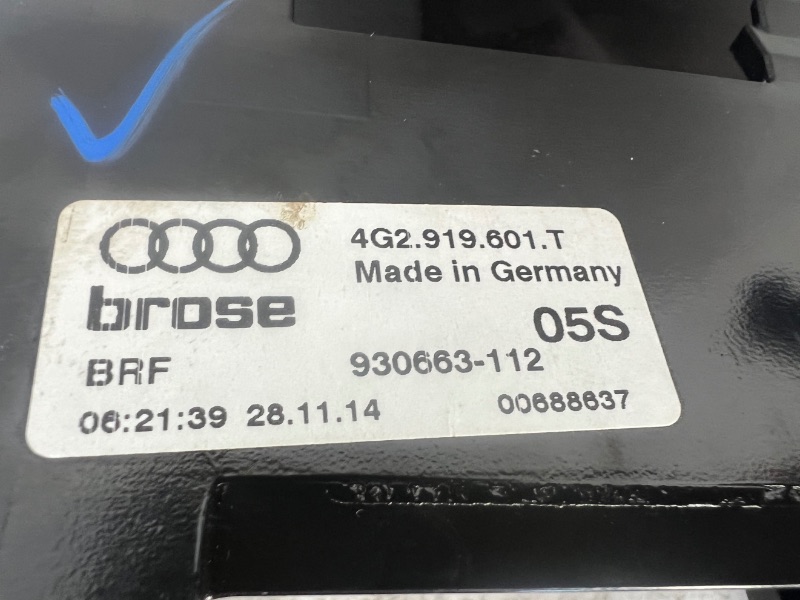 4G2.919.601.T
Made in Germany
brose
05S
BRF
930663-112
06:21:39 28.11.14
00688637